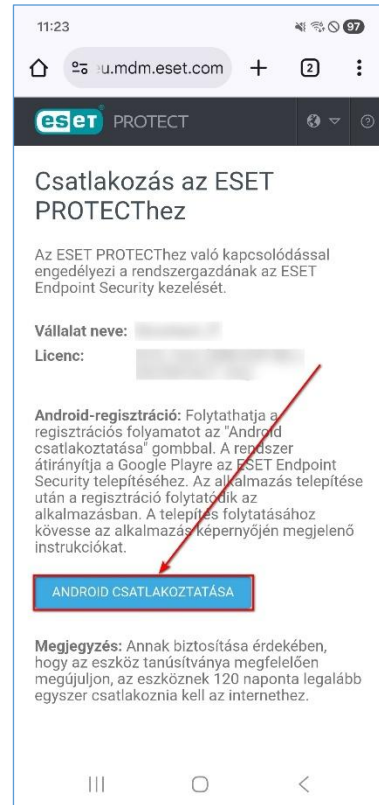 11:23
97
u.mdm.eset.com
2
eset PROTECT
Csatlakozás az ESET
PROTECThez
Az ESET PROTECThez való kapcsolódással
engedélyezi a rendszergazdának az ESET
Endpoint Security kezelését.
Vállalat neve:
Licenc:
Android-regisztráció: Folytathatja a
regisztrációs folyamatot az "Android
csatlakoztatása" gombbal. A rendszer
átirányítja a Google Playre az ESET Endpoint
Security telepítéséhez. Az alkalmazás telepítése
után a regisztráció folytatódik az
alkalmazásban. A telepítés folytatásához
kövesse az alkalmazás képernyőjén megjelenő
instrukciókat.
ANDROID CSATLAKOZTATÁSA
Megjegyzés: Annak biztosítása érdekében,
hogy az eszköz tanúsítványa megfelelően
megújuljon, az eszköznek 120 naponta legalább
egyszer csatlakoznia kell az internethez.